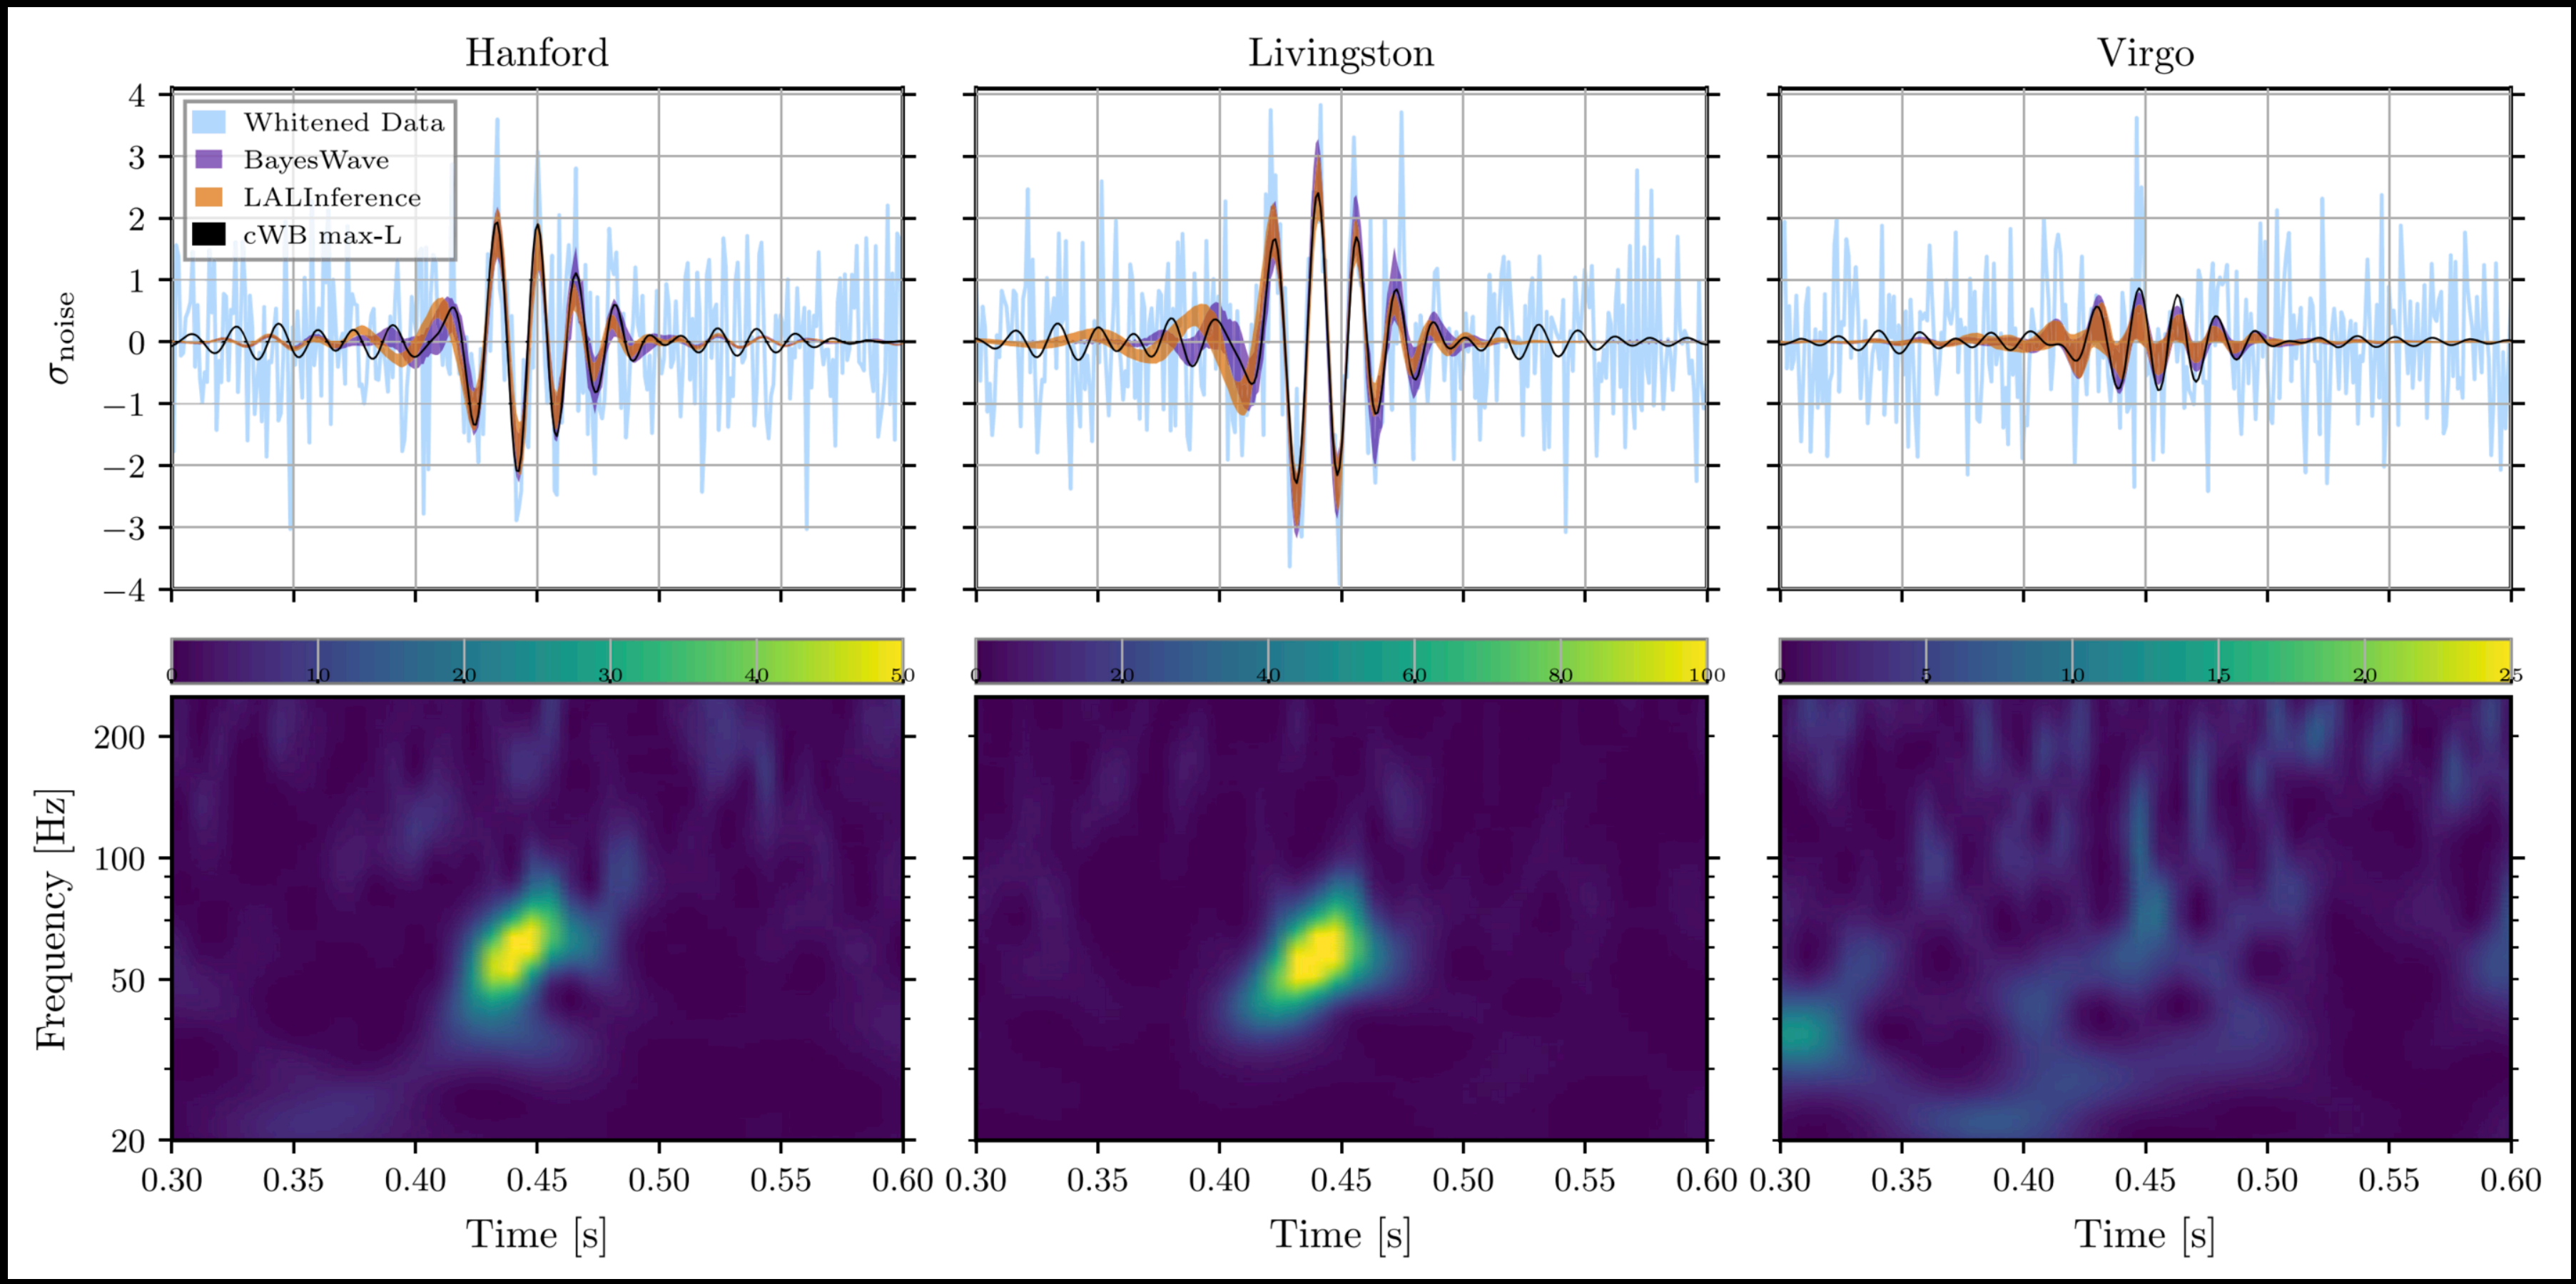 Hanford
Livingston
Virgo
4
3
2
1
0
−1
−2
−3
−4
σnoise
Whitened Data
BayesWave
LALInference
cWB max-L
0 10 20 30 40 50
0 20 40 60 80 100
0 5 10 15 20 25
200
100
50
20
Frequency [Hz]
0.30 0.35 0.40 0.45 0.50 0.55 0.60
0.30 0.35 0.40 0.45 0.50 0.55 0.60
0.30 0.35 0.40 0.45 0.50 0.55 0.60
Time [s]
Time [s]
Time [s]